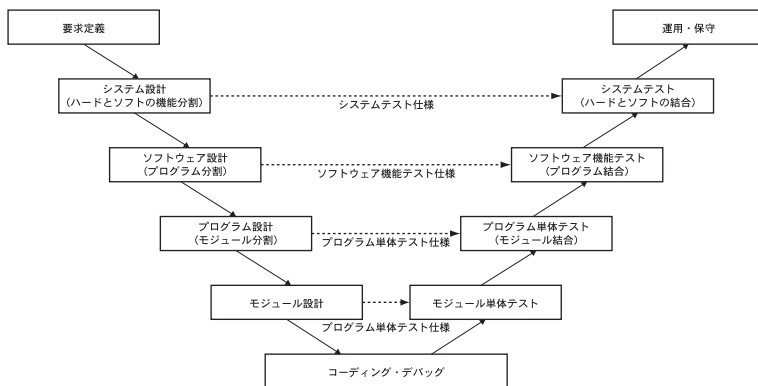 要求定義
運用・保守
システム設計
(ハードとソフトの機能分割)
システムテスト仕様
システムテスト
(ハードとソフトの結合)
ソフトウェア設計
(プログラム分割)
ソフトウェア機能テスト仕様
ソフトウェア機能テスト
(プログラム結合)
プログラム設計
(モジュール分割)
プログラム単体テスト仕様
プログラム単体テスト
(モジュール結合)
モジュール設計
プログラム単体テスト仕様
モジュール単体テスト
コーディング・デバッグ